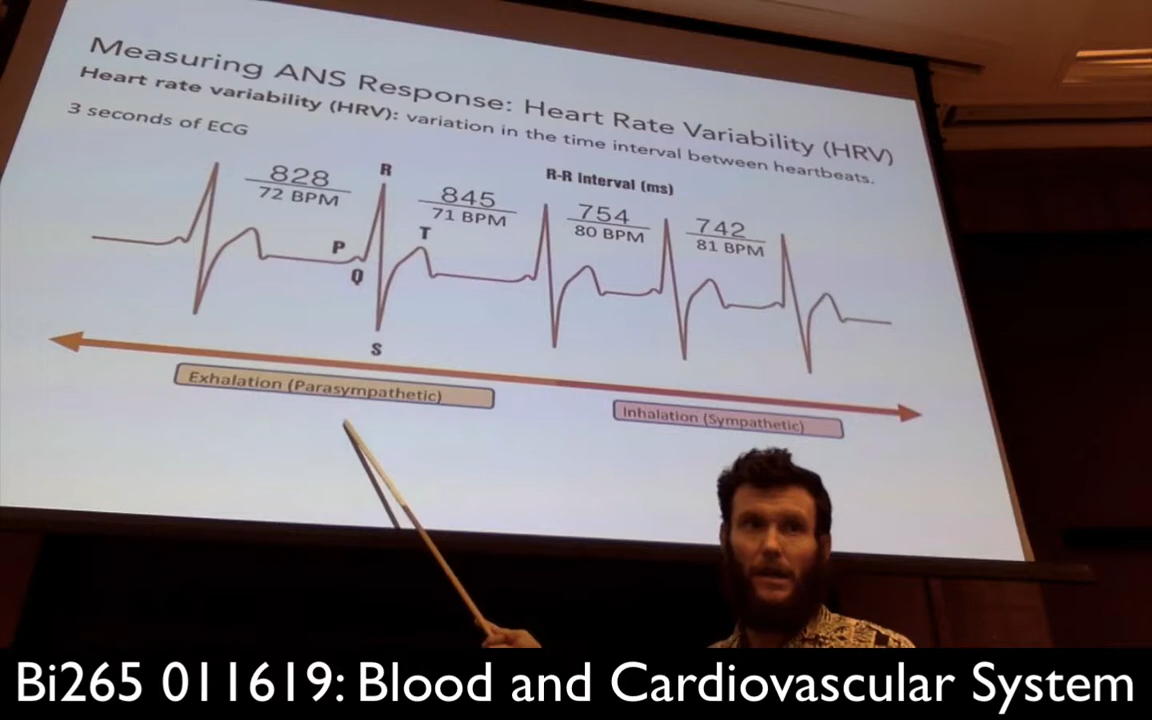 Measuring ANS Response: Heart Rate Variability (HRV)
Heart rate variability (HRV): variation in the time interval between heartbeats.
3 seconds of ECG
R-R Interval (ms)
828
72 BPM
R
845
71 BPM
754
80 BPM
742
81 BPM
P
T
Q
S
Exhalation (Parasympathetic)
Inhalation (Sympathetic)
Bi265 011619: Blood and Cardiovascular System